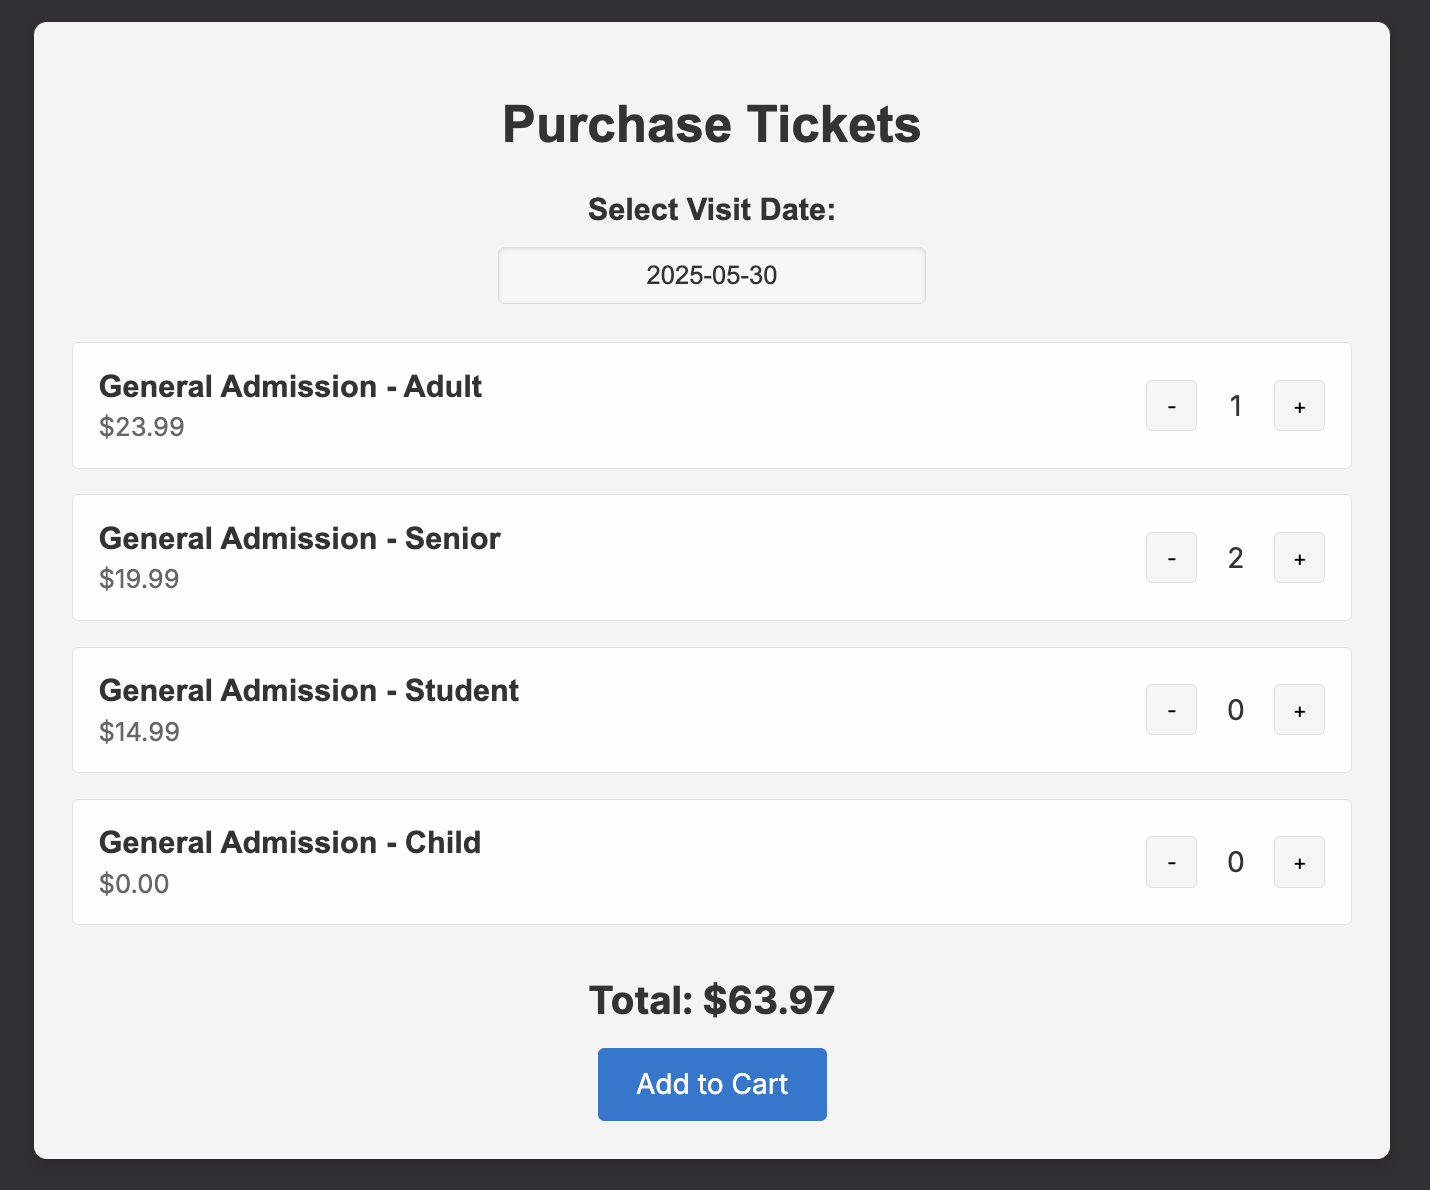 Purchase Tickets
Select Visit Date:
2025-05-30
General Admission - Adult
$23.99
- 1 +
General Admission - Senior
$19.99
- 2 +
General Admission - Student
$14.99
- 0 +
General Admission - Child
$0.00
- 0 +
Total: $63.97
Add to Cart